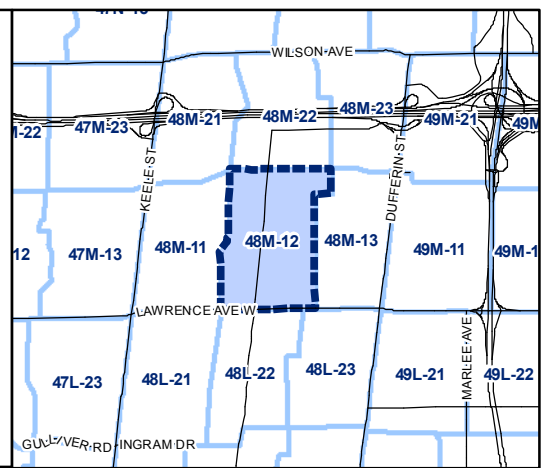 WILSON AVE
47M-23
48M-21
48M-22
48M-23
49M-21
KEELE ST
DUFFERIN ST
12
47M-13
48M-11
48M-12
48M-13
49M-11
49M-1
LAWRENCE AVE W
MARLEE AVE
47L-23
48L-21
48L-22
48L-23
49L-21
49L-22
GULLIVER RD
INGRAM DR